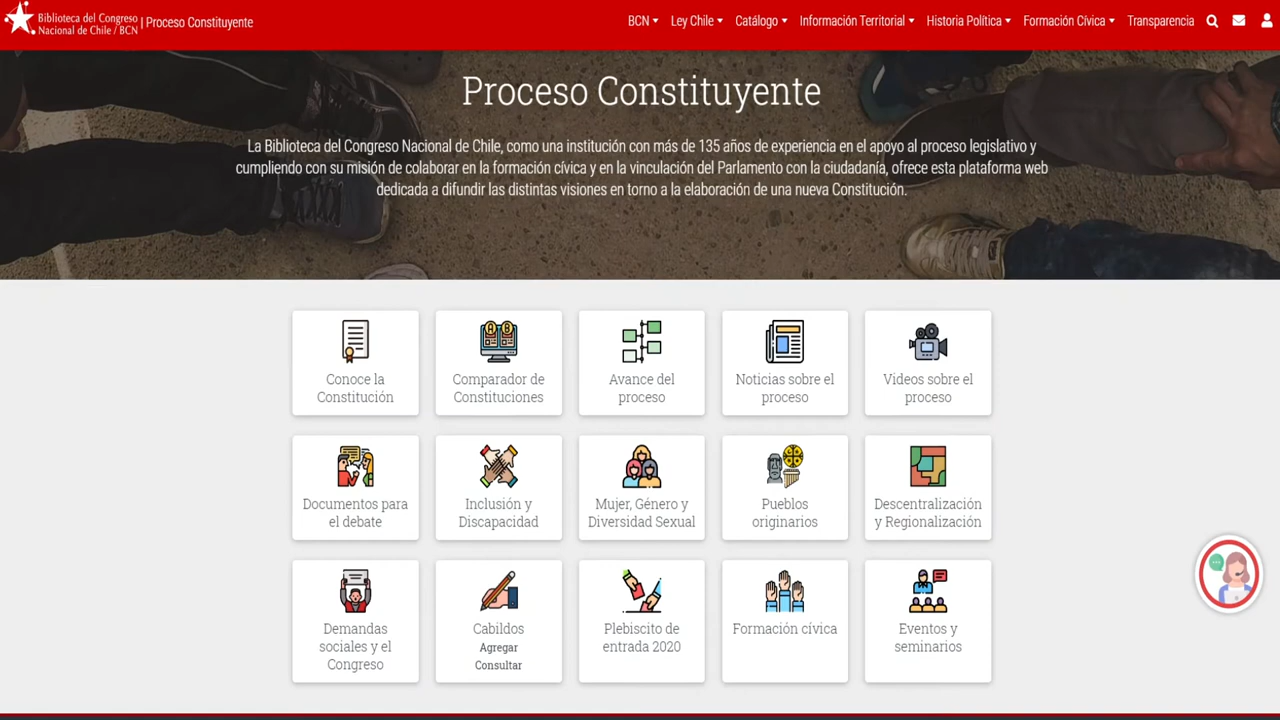 Biblioteca del Congreso
Nacional de Chile / BCN
| Proceso Constituyente
BCN
Ley Chile
Catálogo
Información Territorial
Historia Política
Formación Cívica
Transparencia
Proceso Constituyente
La Biblioteca del Congreso Nacional de Chile, como una institución con más de 135 años de experiencia en el apoyo al proceso legislativo y
cumpliendo con su misión de colaborar en la formación cívica y en la vinculación del Parlamento con la ciudadanía, ofrece esta plataforma web
dedicada a difundir las distintas visiones en torno a la elaboración de una nueva Constitución.
A B
Conoce la
Constitución
Comparador de
Constituciones
Avance del
proceso
Noticias sobre el
proceso
Videos sobre el
proceso
Documentos para
el debate
Inclusión y
Discapacidad
Mujer, Género y
Diversidad Sexual
Pueblos
originarios
Descentralización
y Regionalización
Demandas
sociales y el
Congreso
Cabildos
Agregar
Consultar
Plebiscito de
entrada 2020
Formación cívica
Eventos y
seminarios